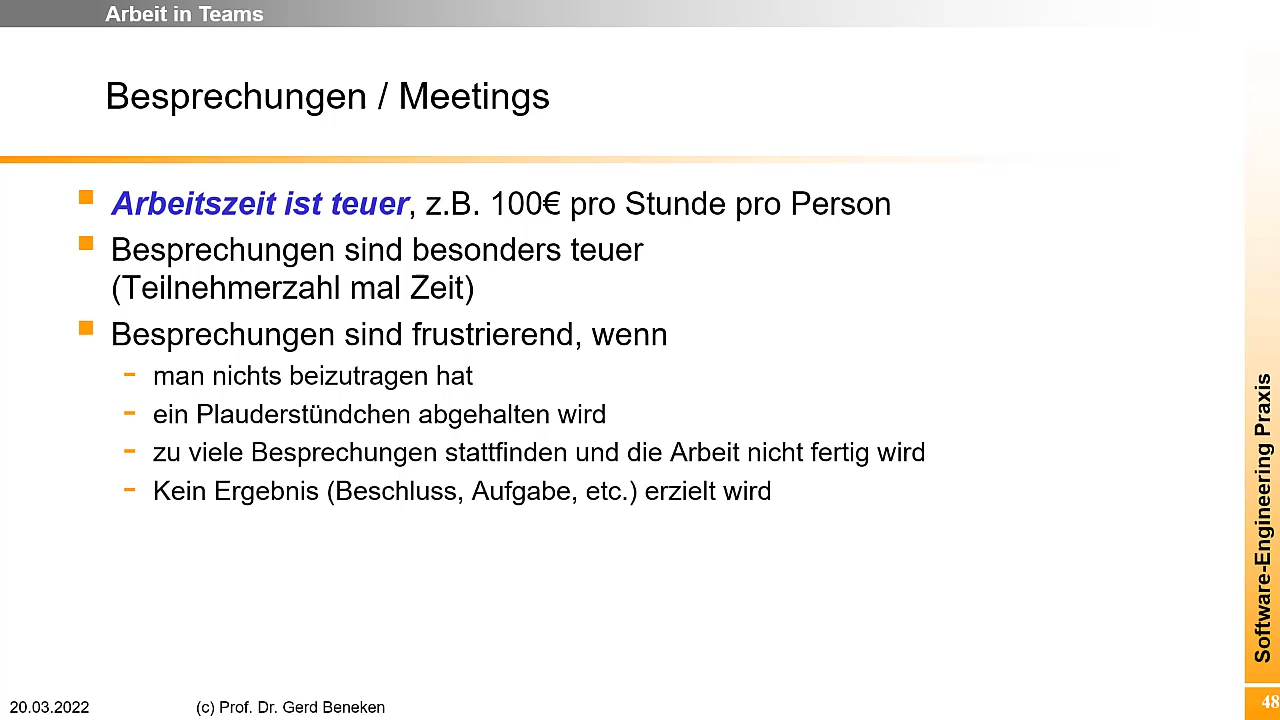 Arbeit in Teams
Besprechungen / Meetings
Arbeitszeit ist teuer, z.B. 100€ pro Stunde pro Person
Besprechungen sind besonders teuer
(Teilnehmerzahl mal Zeit)
Besprechungen sind frustrierend, wenn
- man nichts beizutragen hat
- ein Plauderstündchen abgehalten wird
- zu viele Besprechungen stattfinden und die Arbeit nicht fertig wird
- Kein Ergebnis (Beschluss, Aufgabe, etc.) erzielt wird
Software-Engineering Praxis
20.03.2022
(c) Prof. Dr. Gerd Beneken
48